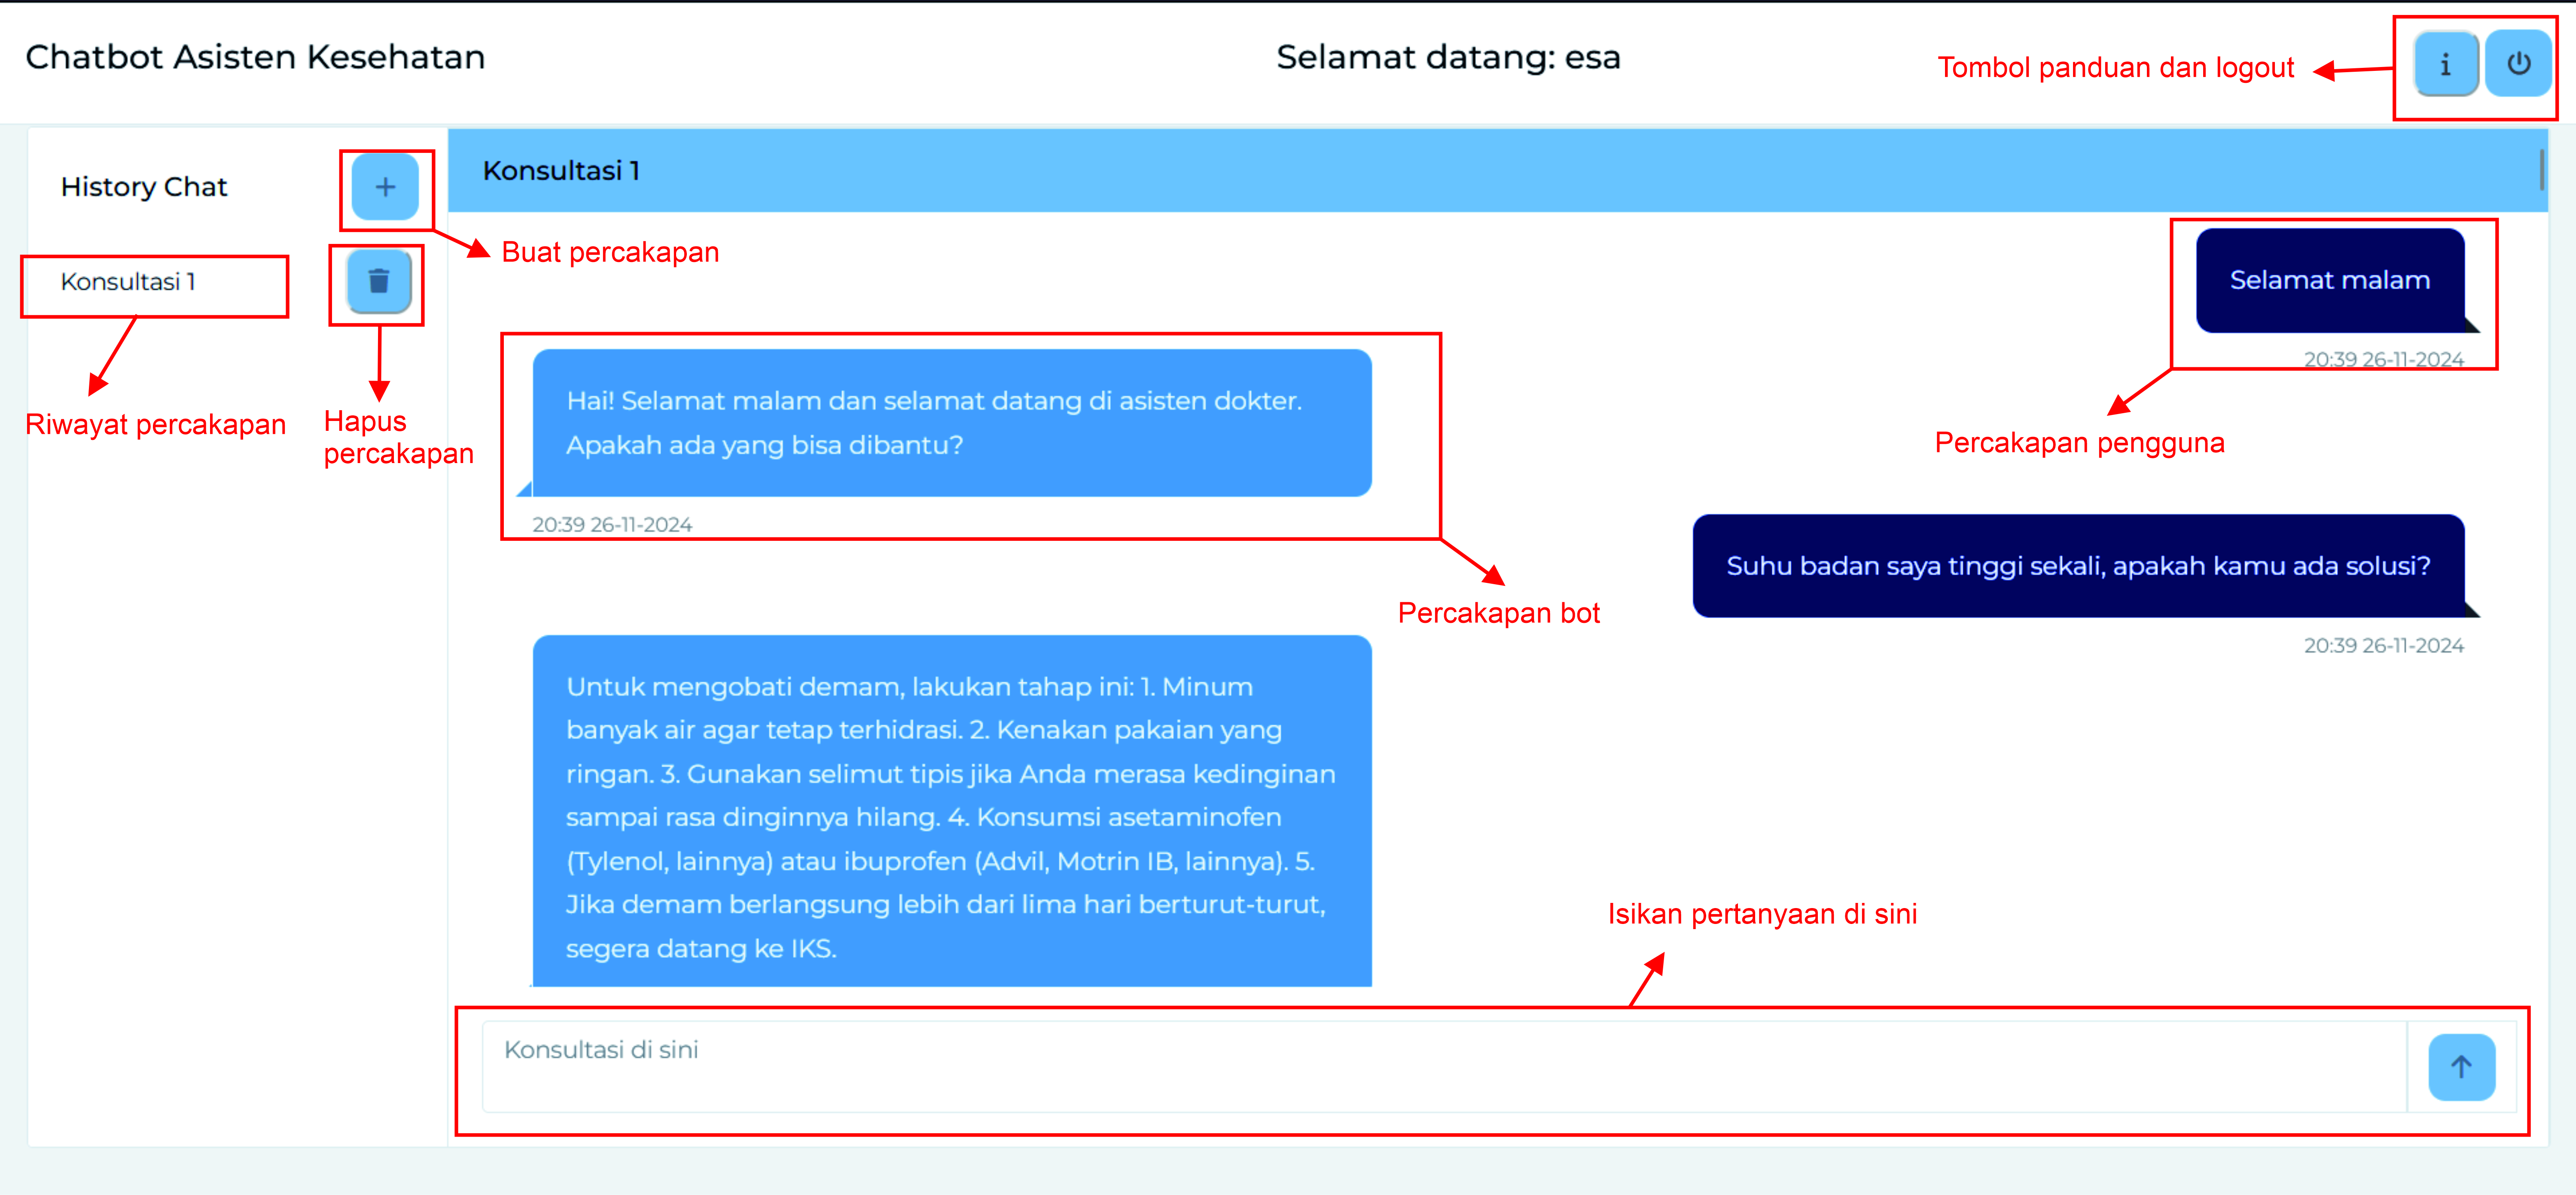 Chatbot Asisten Kesehatan
Selamat datang: esa
Tombol panduan dan logout
i
History Chat
+
Konsultasi 1
Buat percakapan
Konsultasi 1
Riwayat percakapan
Hapus
percakapan
Selamat malam
20:39 26-11-2024
Percakapan pengguna
Hai! Selamat malam dan selamat datang di asisten dokter.
Apakah ada yang bisa dibantu?
20:39 26-11-2024
Percakapan bot
Suhu badan saya tinggi sekali, apakah kamu ada solusi?
20:39 26-11-2024
Untuk mengobati demam, lakukan tahap ini: 1. Minum
banyak air agar tetap terhidrasi. 2. Kenakan pakaian yang
ringan. 3. Gunakan selimut tipis jika Anda merasa kedinginan
sampai rasa dinginnya hilang. 4. Konsumsi asetaminofen
(Tylenol, lainnya) atau ibuprofen (Advil, Motrin IB, lainnya). 5.
Jika demam berlangsung lebih dari lima hari berturut-turut,
segera datang ke IKS.
Isikan pertanyaan di sini
Konsultasi di sini